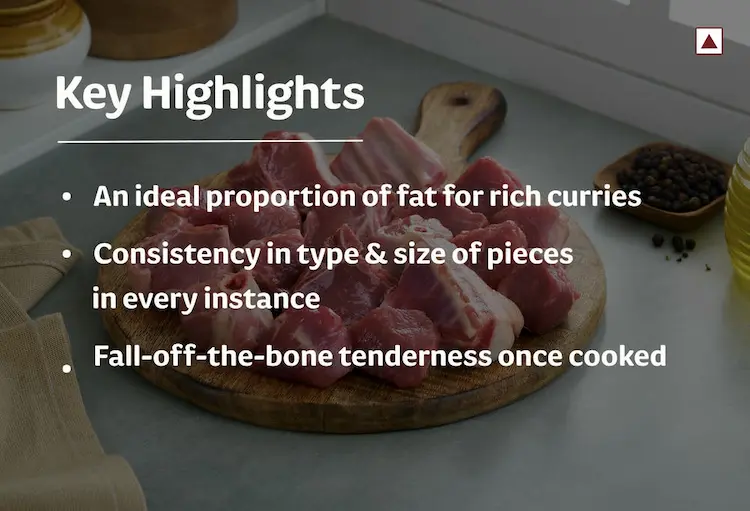 Key Highlights
• An ideal proportion of fat for rich curries
• Consistency in type & size of pieces
in every instance
• Fall-off-the-bone tenderness once cooked